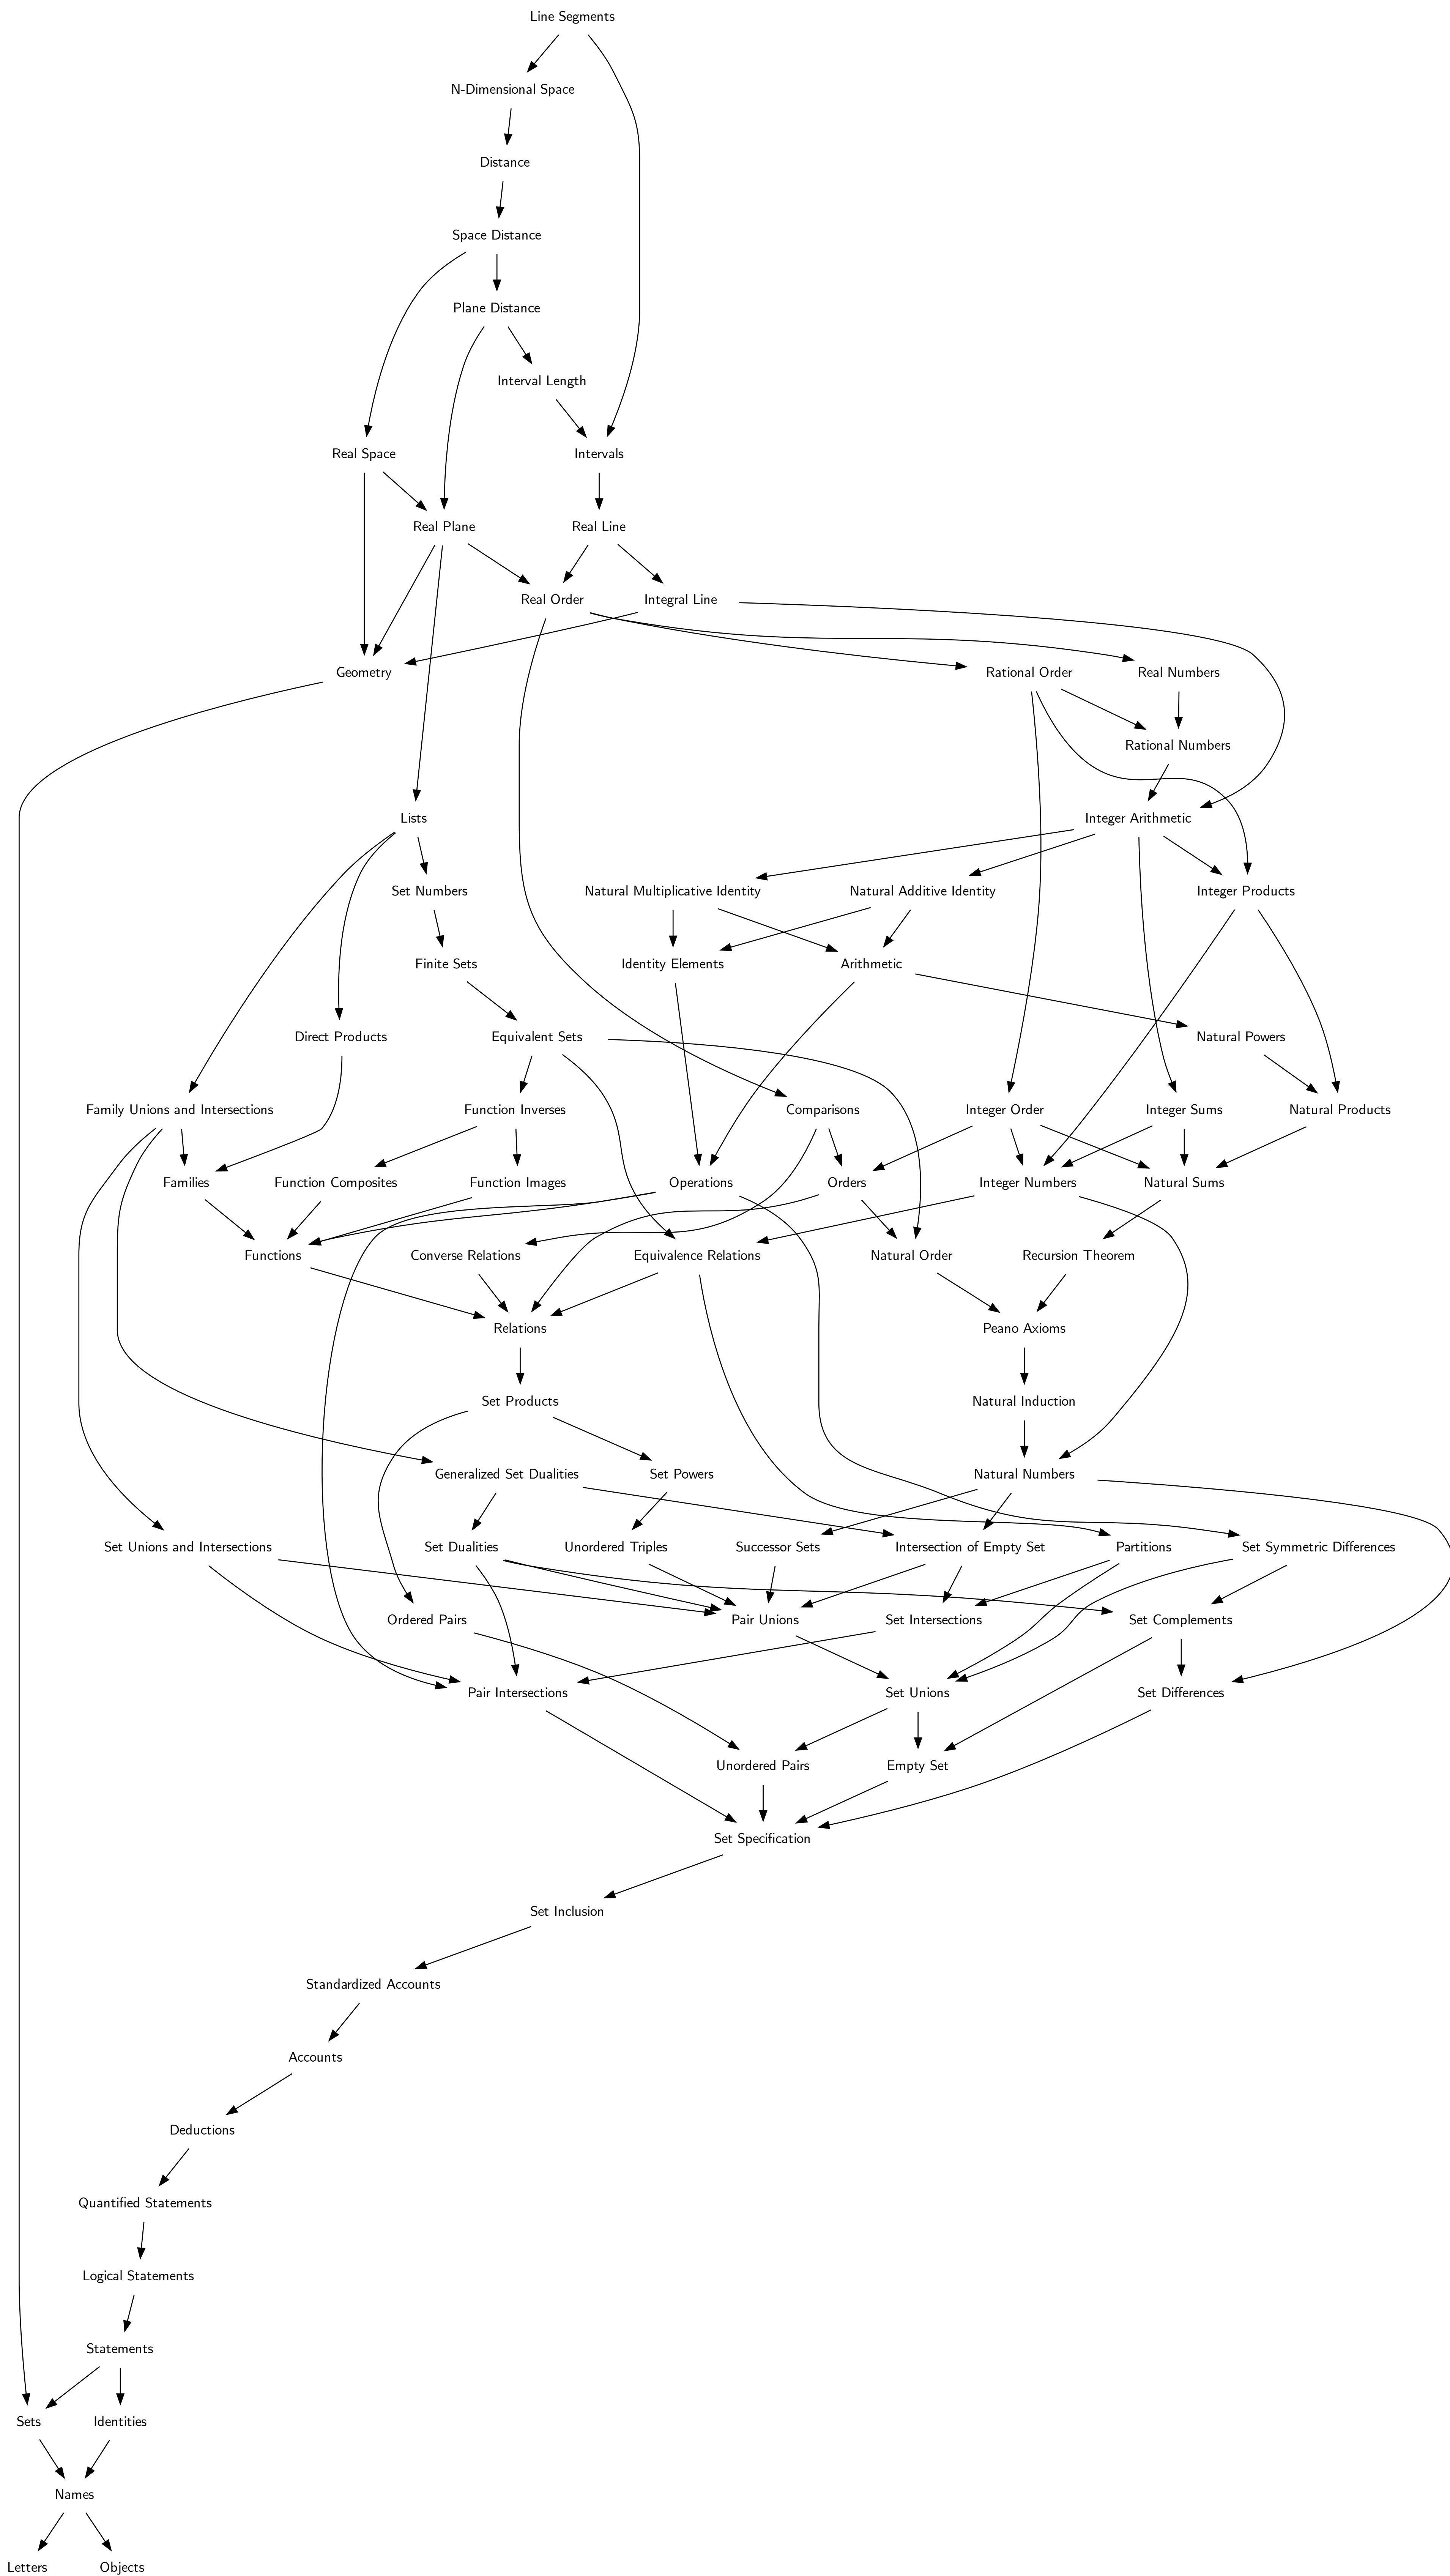 Line Segments
N-Dimensional Space
Distance
Space Distance
Plane Distance
Interval Length
Real Space
Intervals
Real Plane
Real Line
Real Order
Integral Line
Geometry
Rational Order
Real Numbers
Rational Numbers
Lists
Integer Arithmetic
Set Numbers
Natural Multiplicative Identity
Natural Additive Identity
Integer Products
Finite Sets
Identity Elements
Arithmetic
Direct Products
Equivalent Sets
Natural Powers
Family Unions and Intersections
Function Inverses
Comparisons
Integer Order
Integer Sums
Natural Products
Families
Function Composites
Function Images
Operations
Orders
Integer Numbers
Natural Sums
Functions
Converse Relations
Equivalence Relations
Natural Order
Recursion Theorem
Relations
Peano Axioms
Set Products
Natural Induction
Generalized Set Dualities
Set Powers
Natural Numbers
Set Unions and Intersections
Set Dualities
Unordered Triples
Successor Sets
Intersection of Empty Set
Partitions
Set Symmetric Differences
Ordered Pairs
Pair Unions
Set Intersections
Set Complements
Pair Intersections
Set Unions
Set Differences
Unordered Pairs
Empty Set
Set Specification
Set Inclusion
Standardized Accounts
Accounts
Deductions
Quantified Statements
Logical Statements
Statements
Sets
Identities
Names
Letters
Objects